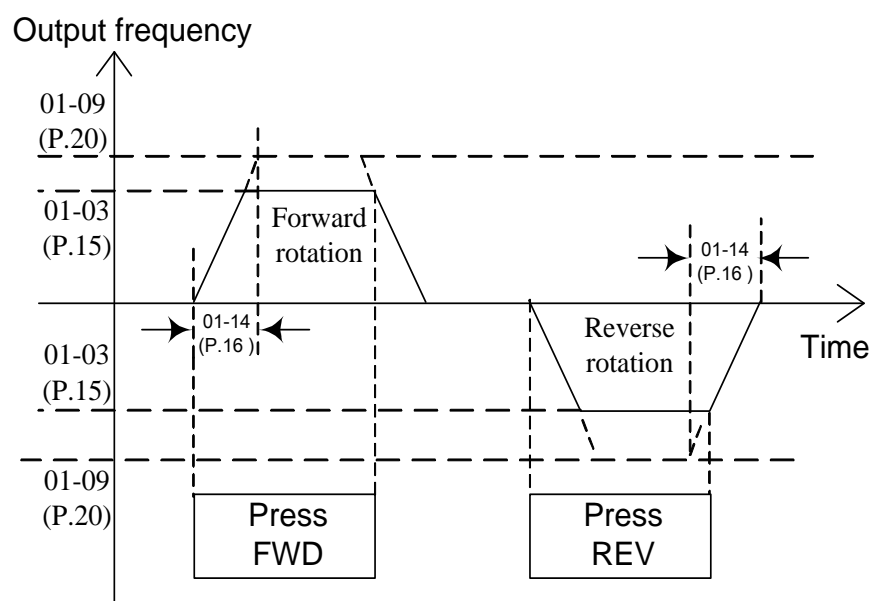 Output frequency
01-09
(P.20)
01-03
(P.15)
Forward
rotation
01-14
(P.16 )
01-14
(P.16 )
Reverse
rotation
Time
01-03
(P.15)
01-09
(P.20)
Press
FWD
Press
REV